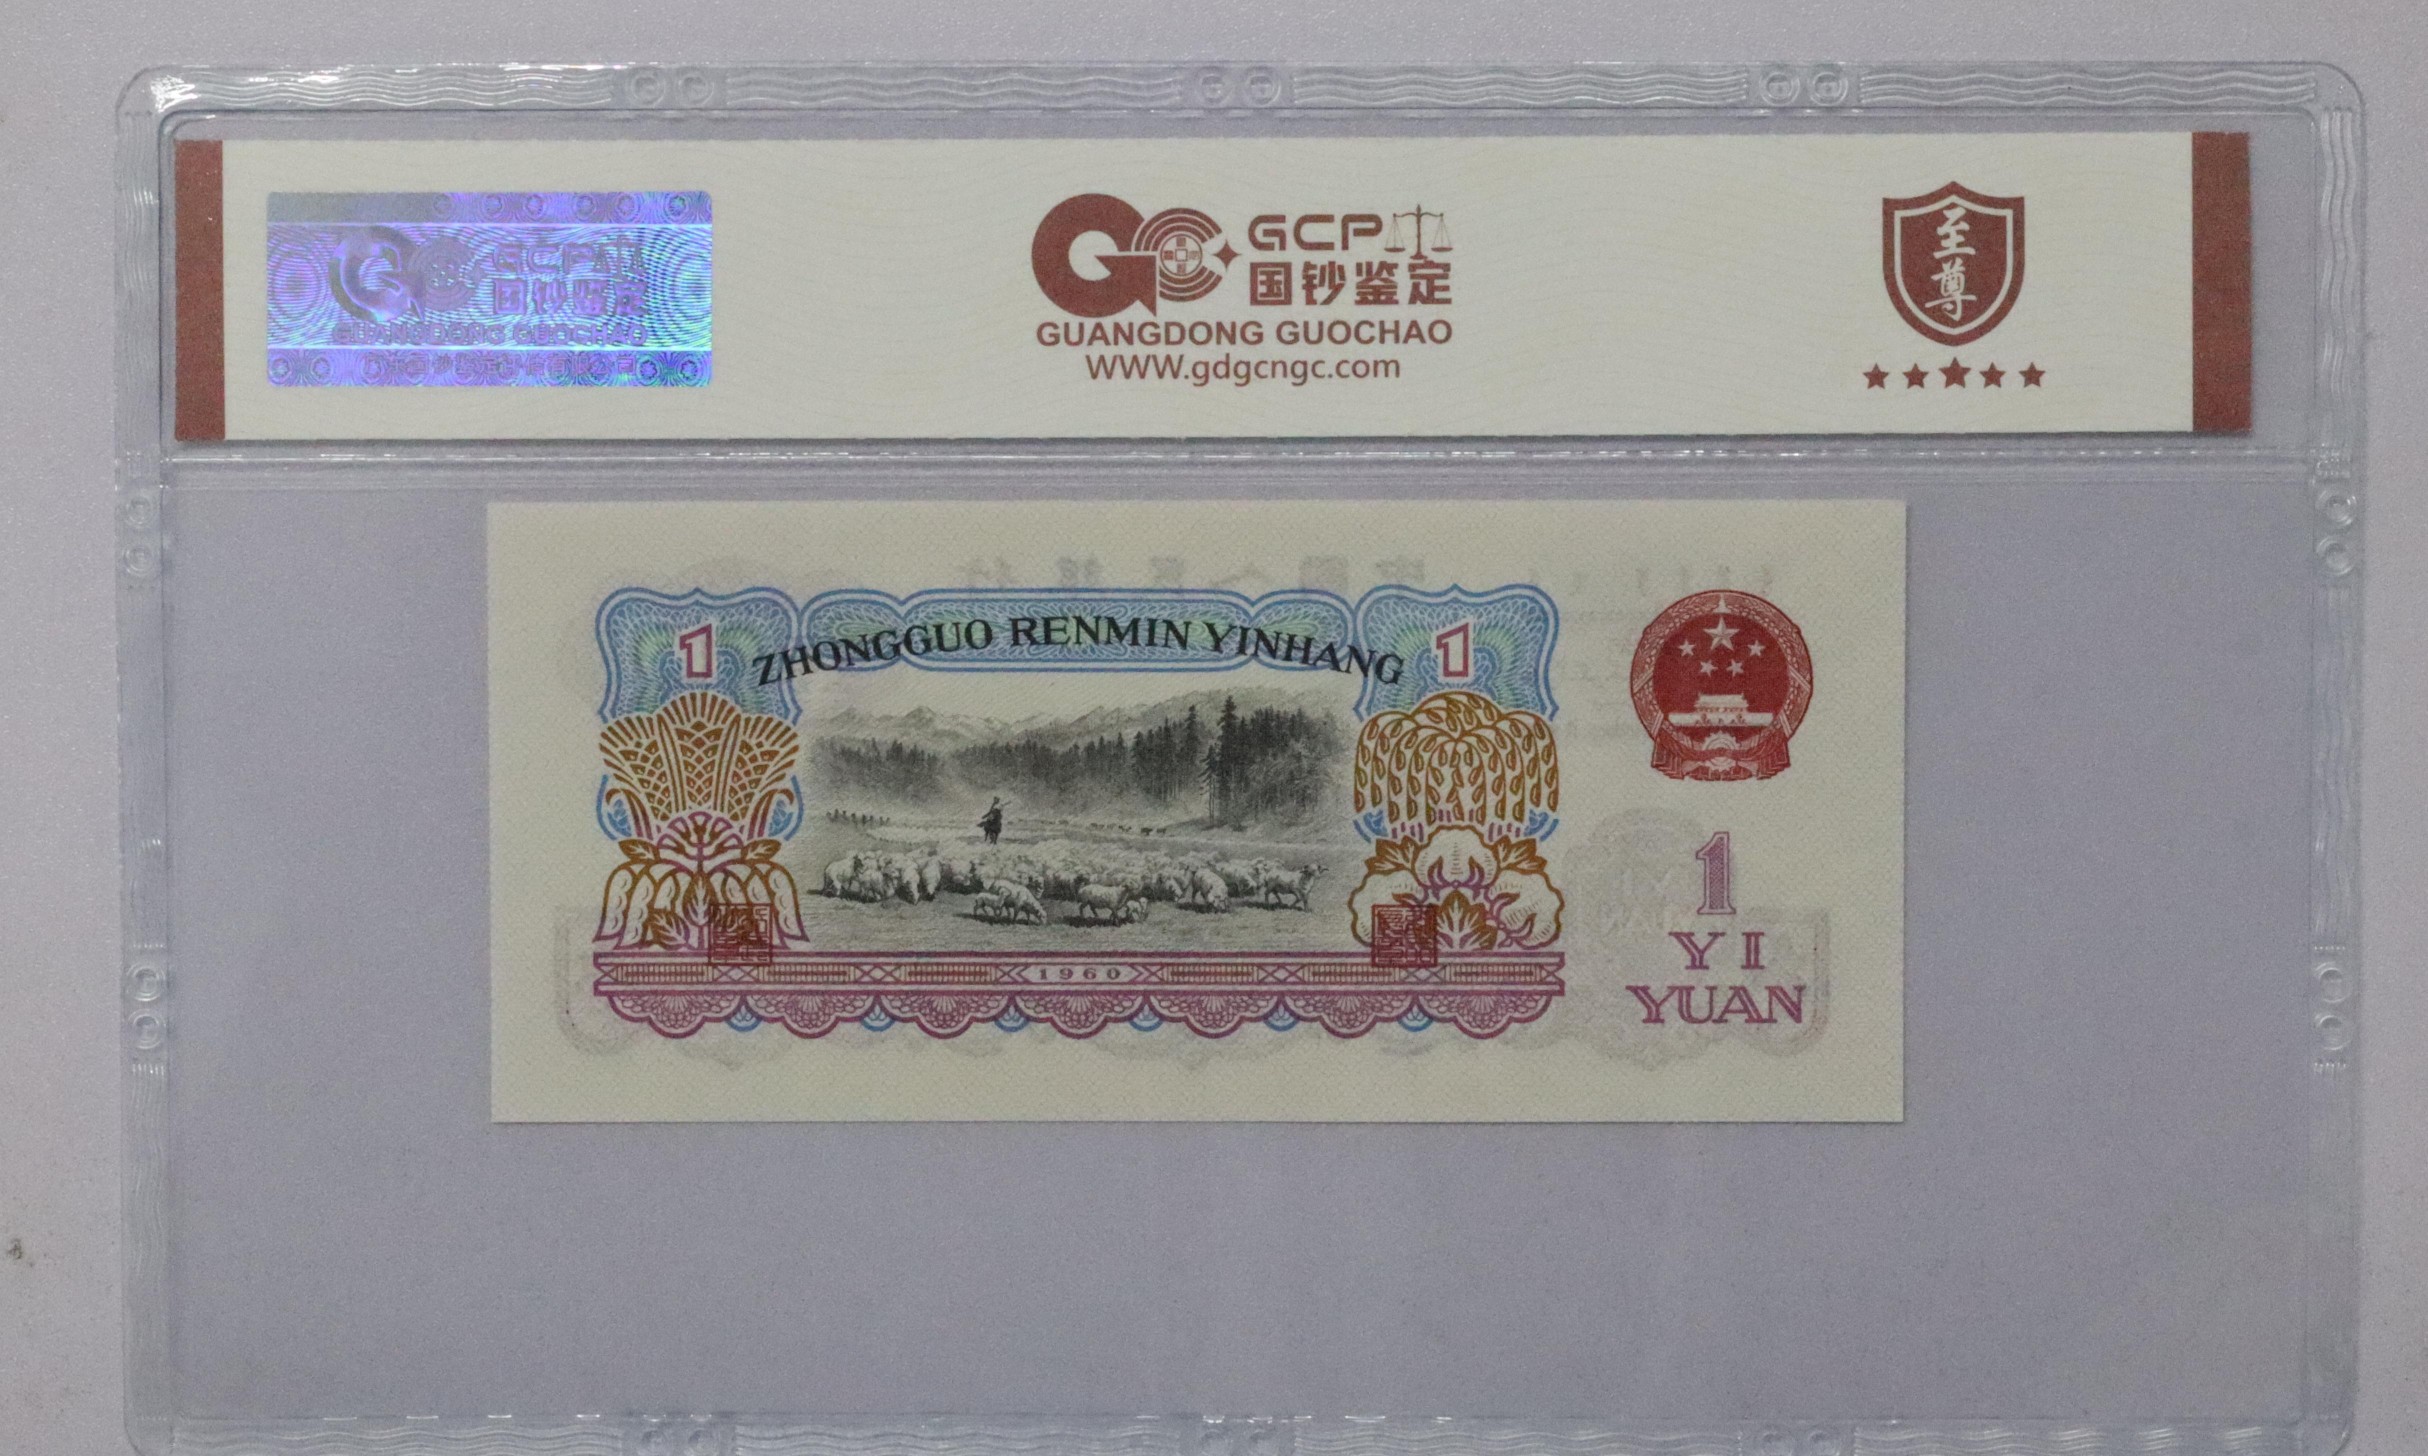 GCP
国钞鉴定
GUANGDONG GUOCHAO
GCP
国钞鉴定
GUANGDONG GUOCHAO
WWW.gdgcngc.com
至
尊
1
ZHONGGUO RENMIN YINHANG
1
1960
1
YI
YUAN